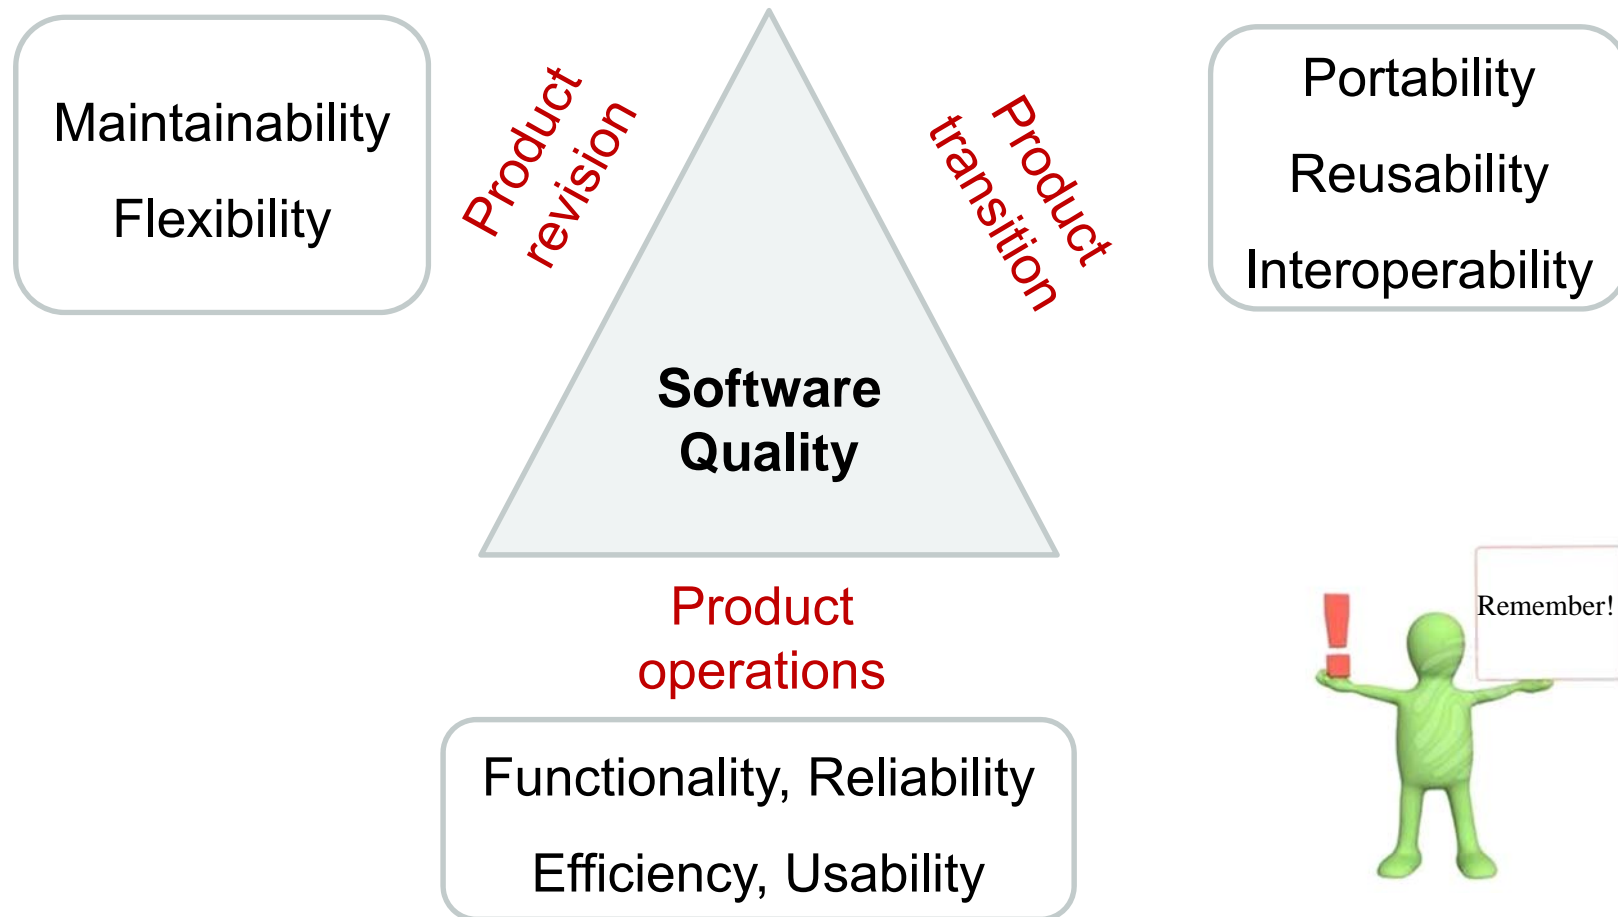 Maintainability
Flexibility
Product
revision
Product
transition
Portability
Reusability
Interoperability
Software
Quality
Product
operations
Functionality, Reliability
Efficiency, Usability
!
Remember!